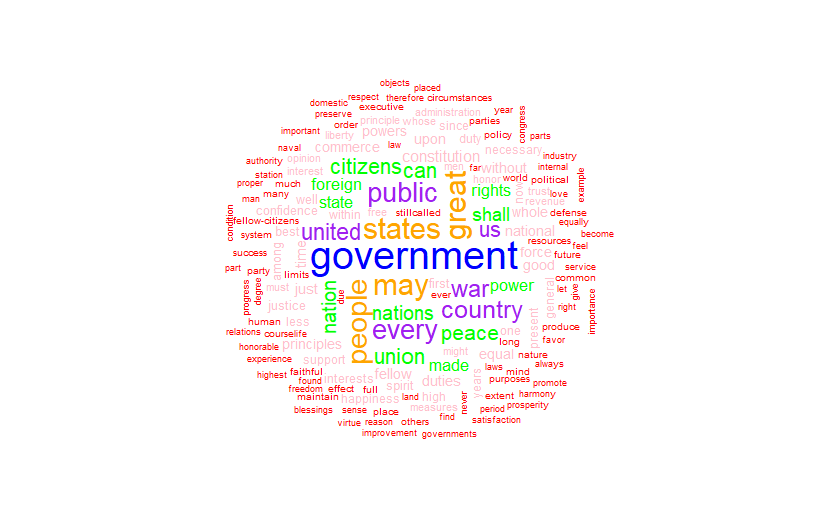 objects placed
domestic respect therefore circumstances
preserve executive administration year
important order liberty principle whose since parties congress
naval commerce law powers upon duty policy parts
authority opinion constitution necessary industry
station interest citizens can men far without internal
proper much foreign public great honor world now political example
man many well state rights trust love revenue
confidence within free still called shall whole defense
condition fellow-citizens united states us national equally
system best resources become
success among time government force future feel
part party limits good service
progress degree must just people may first war power general common
nation due ever let give importance
justice nations country right
human less every peace one present produce
relations course life long favor
honorable principles union might equal nature
experience support made laws always
highest faithful fellow mind
found interests duties years purposes promote
freedom effect full spirit
maintain happiness land high never extent harmony
blessings sense place measures period prosperity
virtue reason others find satisfaction
improvement governments